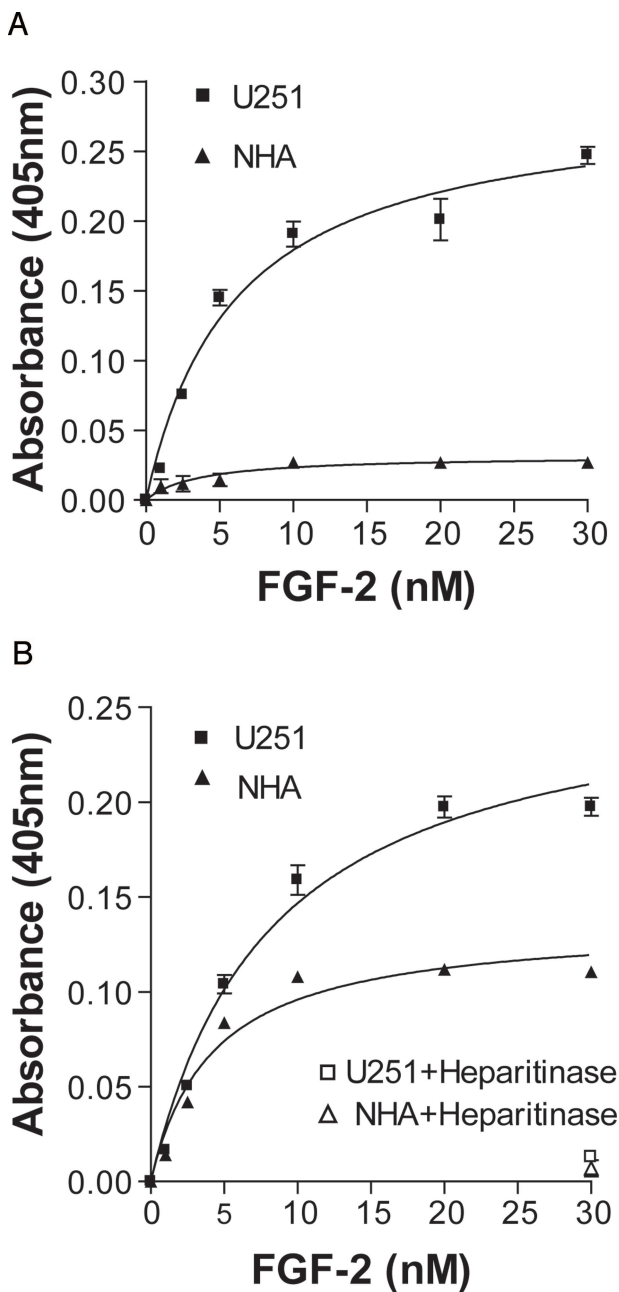 A
0.30
0.25
0.20
0.15
0.10
0.05
0.00
Absorbance (405nm)
U251
NHA
0 5 10 15 20 25 30
FGF-2 (nM)
B
0.25
0.20
0.15
0.10
0.05
0.00
Absorbance (405nm)
U251
NHA
U251+Heparitinase
NHA+Heparitinase
0 5 10 15 20 25 30
FGF-2 (nM)